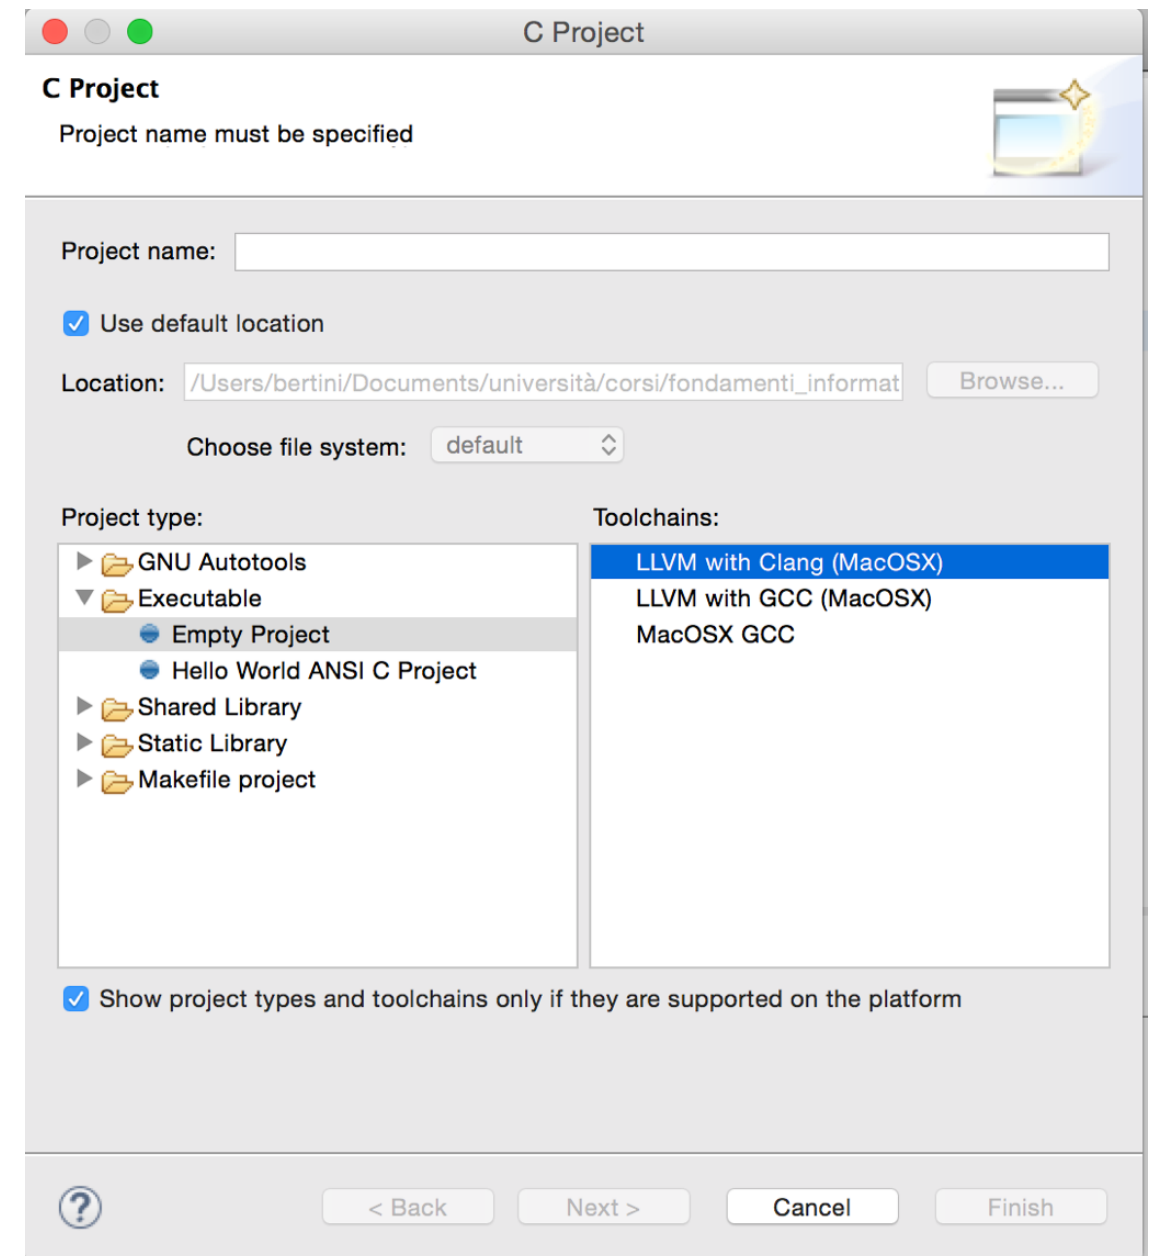 C Project
C Project
Project name must be specified
Project name:
Use default location
Location: /Users/bertini/Documents/università/corsi/fondamenti_informat Browse...
Choose file system: default
Project type: Toolchains:
GNU Autotools LLVM with Clang (MacOSX)
Executable LLVM with GCC (MacOSX)
Empty Project MacOSX GCC
Hello World ANSI C Project
Shared Library
Static Library
Makefile project
Show project types and toolchains only if they are supported on the platform
? < Back Next > Cancel Finish